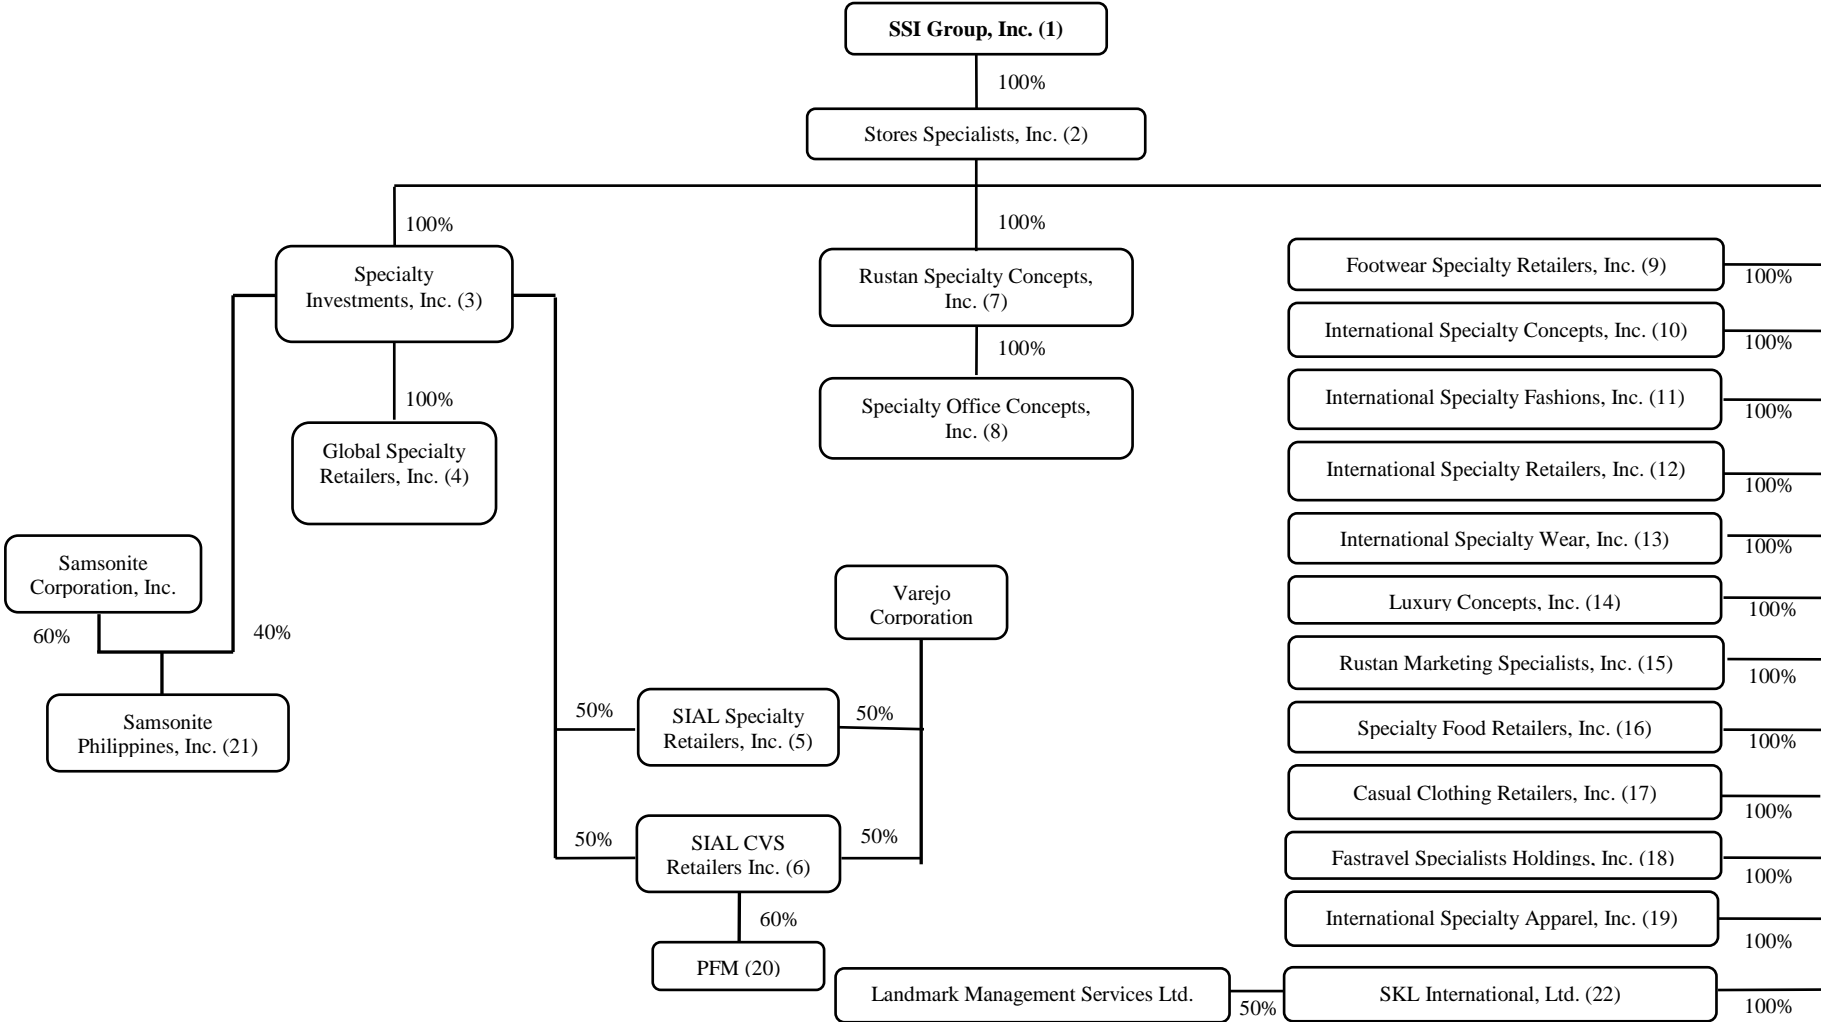 SSI Group, Inc. (1)
100%
Stores Specialists, Inc. (2)
100%
100%
Specialty
Investments, Inc. (3)
Rustan Specialty Concepts,
Inc. (7)
100%
100%
Global Specialty
Retailers, Inc. (4)
Specialty Office Concepts,
Inc. (8)
Samsonite
Corporation, Inc.
60%
40%
Samsonite
Philippines, Inc. (21)
Varejo
Corporation
50%
SIAL Specialty
Retailers, Inc. (5)
50%
50%
SIAL CVS
Retailers Inc. (6)
50%
60%
PFM (20)
Footwear Specialty Retailers, Inc. (9)
100%
International Specialty Concepts, Inc. (10)
100%
International Specialty Fashions, Inc. (11)
100%
International Specialty Retailers, Inc. (12)
100%
International Specialty Wear, Inc. (13)
100%
Luxury Concepts, Inc. (14)
100%
Rustan Marketing Specialists, Inc. (15)
100%
Specialty Food Retailers, Inc. (16)
100%
Casual Clothing Retailers, Inc. (17)
100%
Fastravel Specialists Holdings, Inc. (18)
100%
International Specialty Apparel, Inc. (19)
100%
Landmark Management Services Ltd.
50%
SKL International, Ltd. (22)
100%